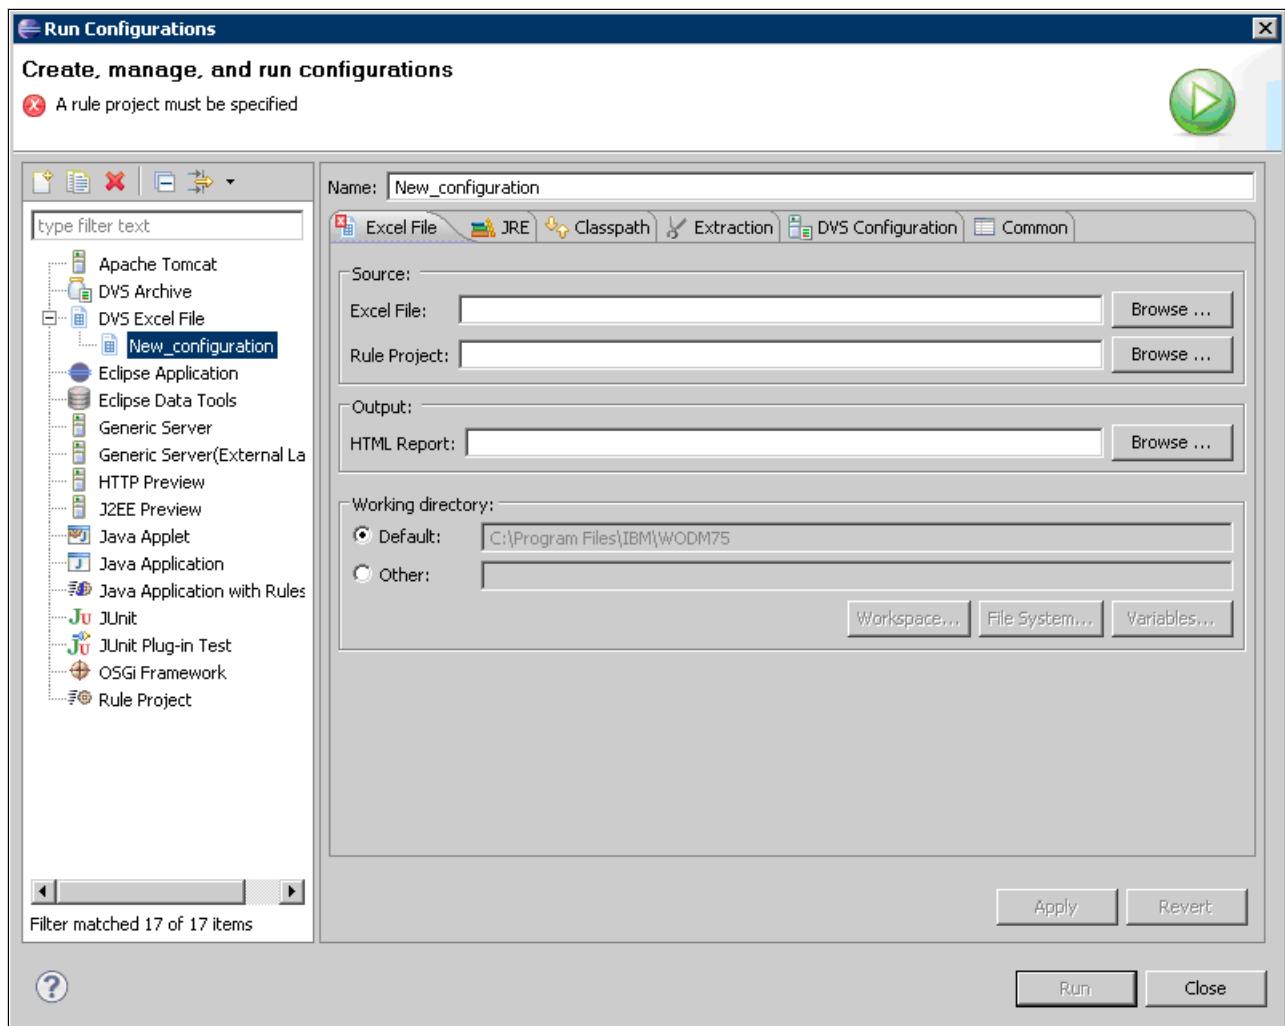 Run Configurations
Create, manage, and run configurations
A rule project must be specified
type filter text
Apache Tomcat
DVS Archive
DVS Excel File
New_configuration
Eclipse Application
Eclipse Data Tools
Generic Server
Generic Server(External La
HTTP Preview
J2EE Preview
Java Applet
Java Application
Java Application with Rules
JUnit
JUnit Plug-in Test
OSGi Framework
Rule Project
Filter matched 17 of 17 items
Name: New_configuration
Excel File JRE Classpath Extraction DVS Configuration Common
Source:
Excel File: Browse ...
Rule Project: Browse ...
Output:
HTML Report: Browse ...
Working directory:
Default: C:\Program Files\IBM\WODM75
Other:
Workspace... File System... Variables...
Apply Revert
Run Close